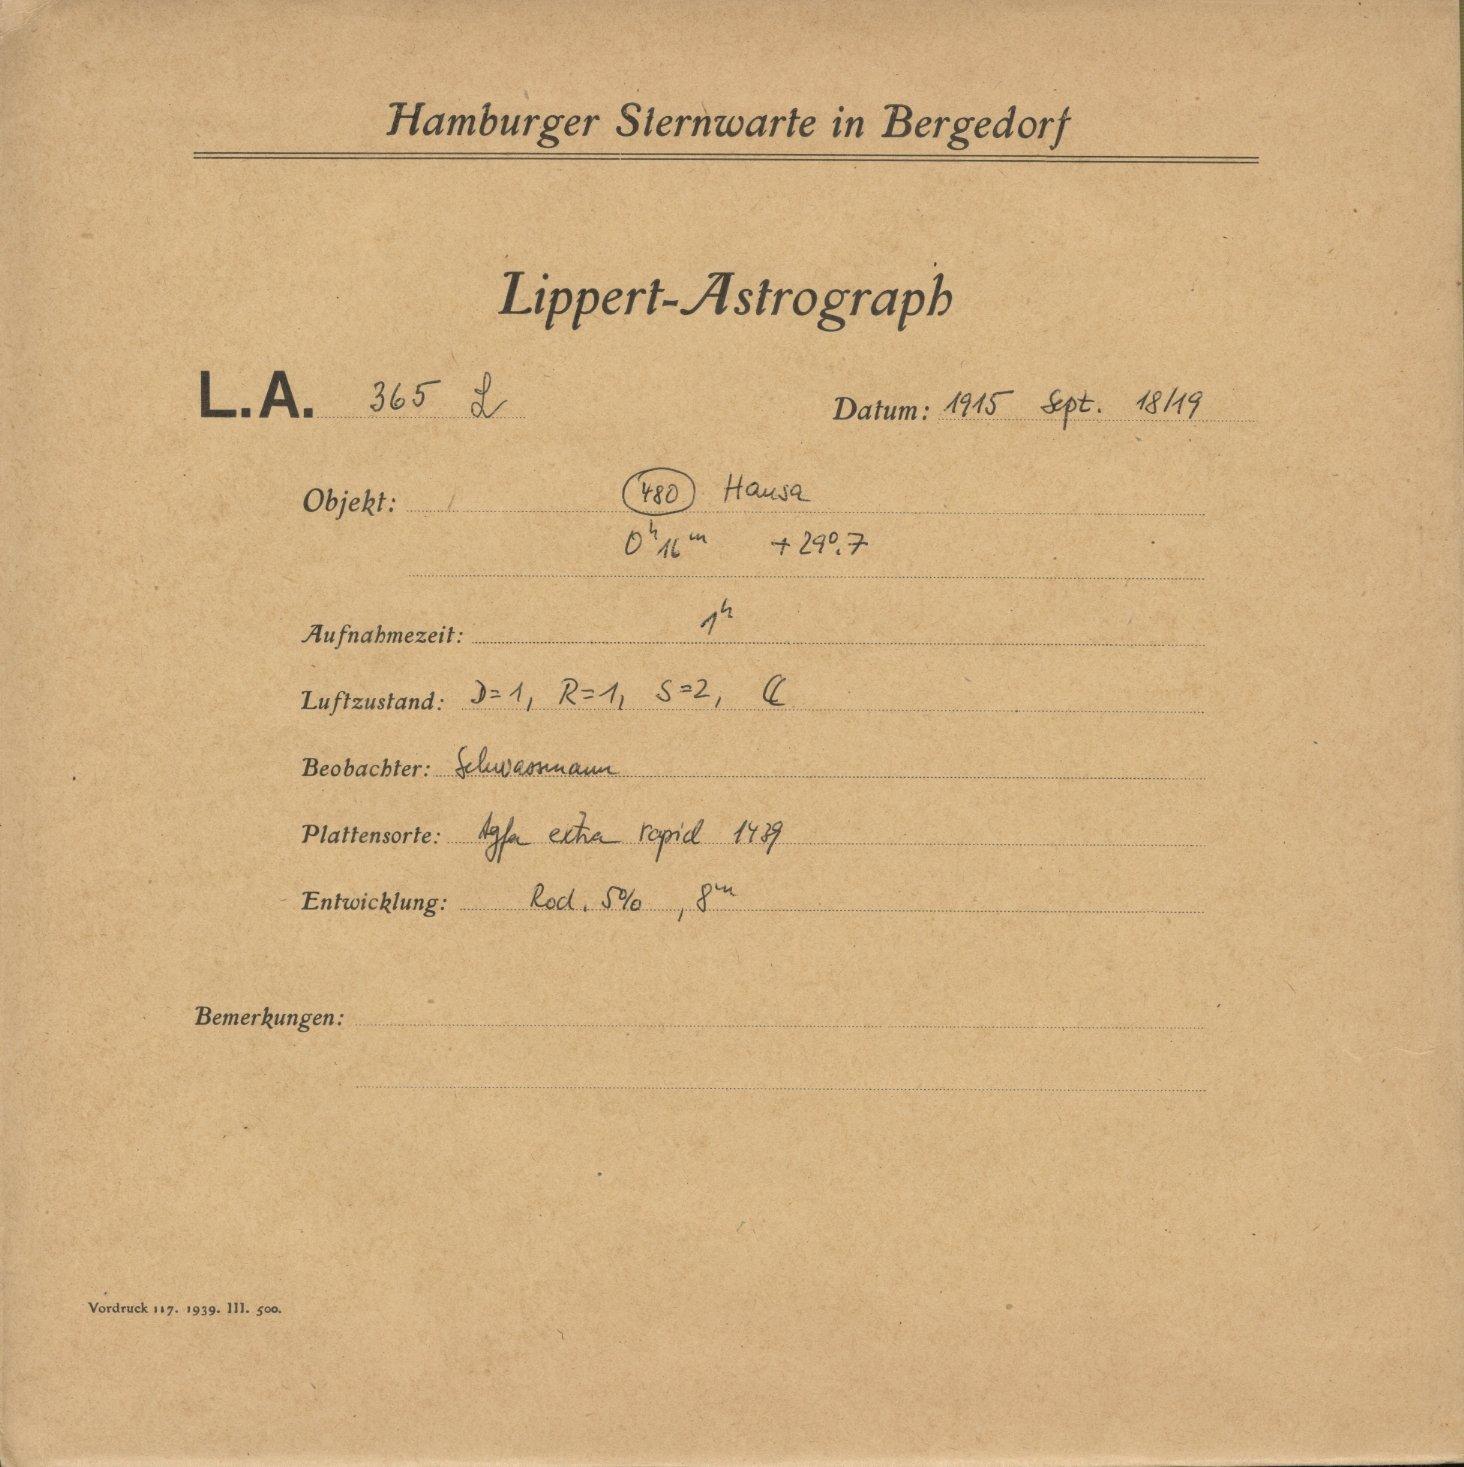 Hamburger Sternwarte in Bergedorf
Lippert-Astrograph
L.A. 365 L Datum: 1915 Sept. 18/19
Objekt: 480 Hansa
0h 16m +29°.7
Aufnahmezeit: 1h
Luftzustand: D=1, R=1, S=2, ☾
Beobachter: Schwassmann
Plattensorte: Agfa extra rapid 1439
Entwicklung: Rod. 5% , 8m
Bemerkungen:
Vordruck 117. 1939. III. 500.